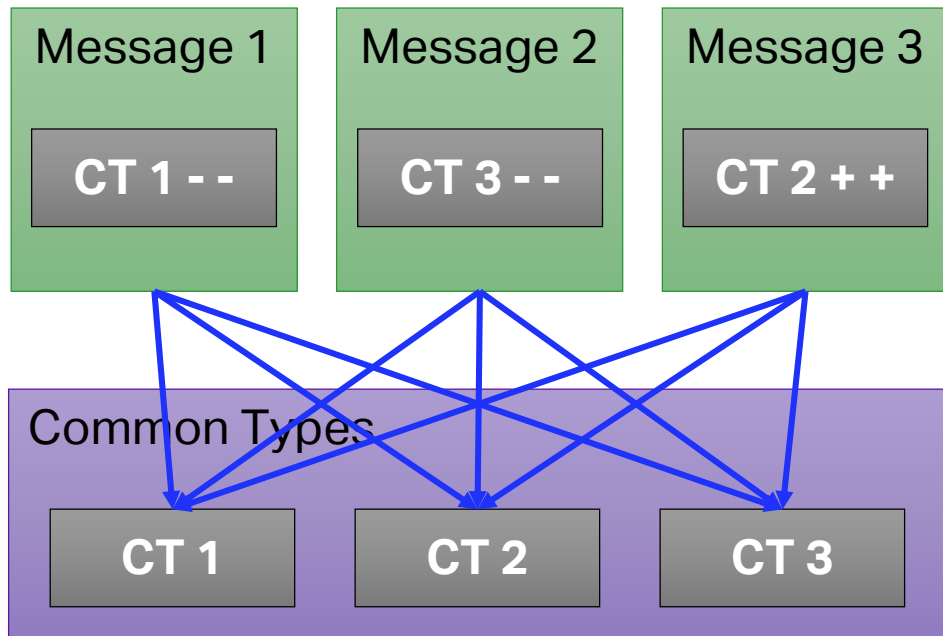 Message 1
Message 2
Message 3
CT 1 - -
CT 3 - -
CT 2 + +
Common Types
CT 1
CT 2
CT 3